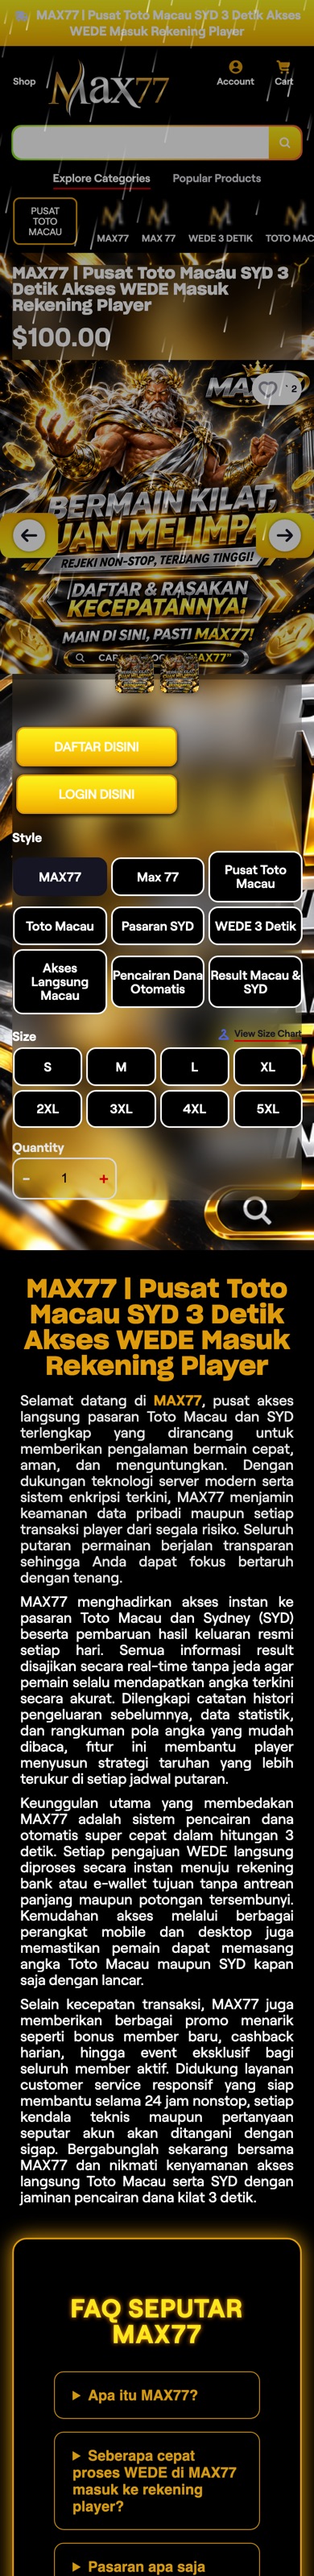 MAX77 | Pusat Toto Macau SYD 3 Detik Akses
WEDE Masuk Rekening Player
Shop
Max77
Account
Cart
Explore Categories
Popular Products
PUSAT
TOTO
MACAU
MAX77
MAX 77
WEDE 3 DETIK
TOTO MAC
MAX77 | Pusat Toto Macau SYD 3
Detik Akses WEDE Masuk
Rekening Player
$100.00
2
BERMAIN KILAT,
UAN MELIMPA
REJEKI NON-STOP, TERUANG TINGGI!
DAFTAR & RASAKAN
KECEPATANNYA!
MAIN DI SINI, PASTI MAX77!
DAFTAR DISINI
LOGIN DISINI
Style
MAX77
Max 77
Pusat Toto
Macau
Toto Macau
Pasaran SYD
WEDE 3 Detik
Akses
Langsung
Macau
Pencairan Dana
Otomatis
Result Macau &
SYD
Size
View Size Chart
S
M
L
XL
2XL
3XL
4XL
5XL
Quantity
- 1 +
MAX77 | Pusat Toto
Macau SYD 3 Detik
Akses WEDE Masuk
Rekening Player
Selamat datang di MAX77, pusat akses
langsung pasaran Toto Macau dan SYD
terlengkap yang dirancang untuk
memberikan pengalaman bermain cepat,
aman, dan menguntungkan. Dengan
dukungan teknologi server modern serta
sistem enkripsi terkini, MAX77 menjamin
keamanan data pribadi maupun setiap
transaksi player dari segala risiko. Seluruh
putaran permainan berjalan transparan
sehingga Anda dapat fokus bertaruh
dengan tenang.
MAX77 menghadirkan akses instan ke
pasaran Toto Macau dan Sydney (SYD)
beserta pembaruan hasil keluaran resmi
setiap hari. Semua informasi result
disajikan secara real-time tanpa jeda agar
pemain selalu mendapatkan angka terkini
secara akurat. Dilengkapi catatan histori
pengeluaran sebelumnya, data statistik,
dan rangkuman pola angka yang mudah
dibaca, fitur ini membantu player
menyusun strategi taruhan yang lebih
terukur di setiap jadwal putaran.
Keunggulan utama yang membedakan
MAX77 adalah sistem pencairan dana
otomatis super cepat dalam hitungan 3
detik. Setiap pengajuan WEDE langsung
diproses secara instan menuju rekening
bank atau e-wallet tujuan tanpa antrean
panjang maupun potongan tersembunyi.
Kemudahan akses melalui berbagai
perangkat mobile dan desktop juga
memastikan pemain dapat memasang
angka Toto Macau maupun SYD kapan
saja dengan lancar.
Selain kecepatan transaksi, MAX77 juga
memberikan berbagai promo menarik
seperti bonus member baru, cashback
harian, hingga event eksklusif bagi
seluruh member aktif. Didukung layanan
customer service responsif yang siap
membantu selama 24 jam nonstop, setiap
kendala teknis maupun pertanyaan
seputar akun akan ditangani dengan
sigap. Bergabunglah sekarang bersama
MAX77 dan nikmati kenyamanan akses
langsung Toto Macau serta SYD dengan
jaminan pencairan dana kilat 3 detik.
FAQ SEPUTAR
MAX77
Apa itu MAX77?
Seberapa cepat
proses WEDE di MAX77
masuk ke rekening
player?
Pasaran apa saja